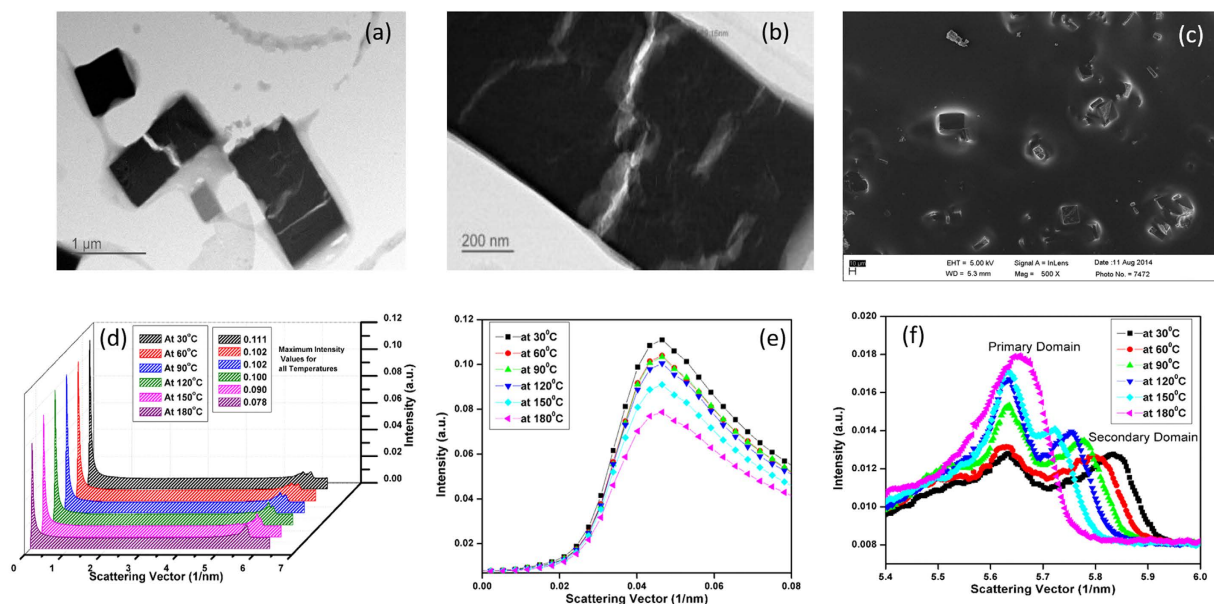 (a)
1 μm
(b)
200 nm
(c)
10 μm
EHT = 5.00 kV
Signal A = InLens
Date :11 Aug 2014
WD = 5.3 mm
Mag = 500 X
Photo No. = 7472
(d)
At 30°C
At 60°C
At 90°C
At 120°C
At 150°C
At 180°C
0.111
0.102
0.102
0.100
0.090
0.078
Maximum Intensity
Values for
all Temperatures
0.12
0.10
0.08
0.06
0.04
0.02
0.00
Intensity (a.u.)
0 1 2 3 4 5 6 7
Scattering Vector (1/nm)
(e)
at 30°C
at 60°C
at 90°C
at 120°C
at 150°C
at 180°C
0.12
0.10
0.08
0.06
0.04
0.02
Intensity (a.u.)
0.00 0.02 0.04 0.06 0.08
Scattering Vector (1/nm)
(f)
at 30°C
at 60°C
at 90°C
at 120°C
at 150°C
at 180°C
Primary Domain
Secondary Domain
0.020
0.018
0.016
0.014
0.012
0.010
0.008
Intensity (a.u.)
5.4 5.5 5.6 5.7 5.8 5.9 6.0
Scattering Vector (1/nm)